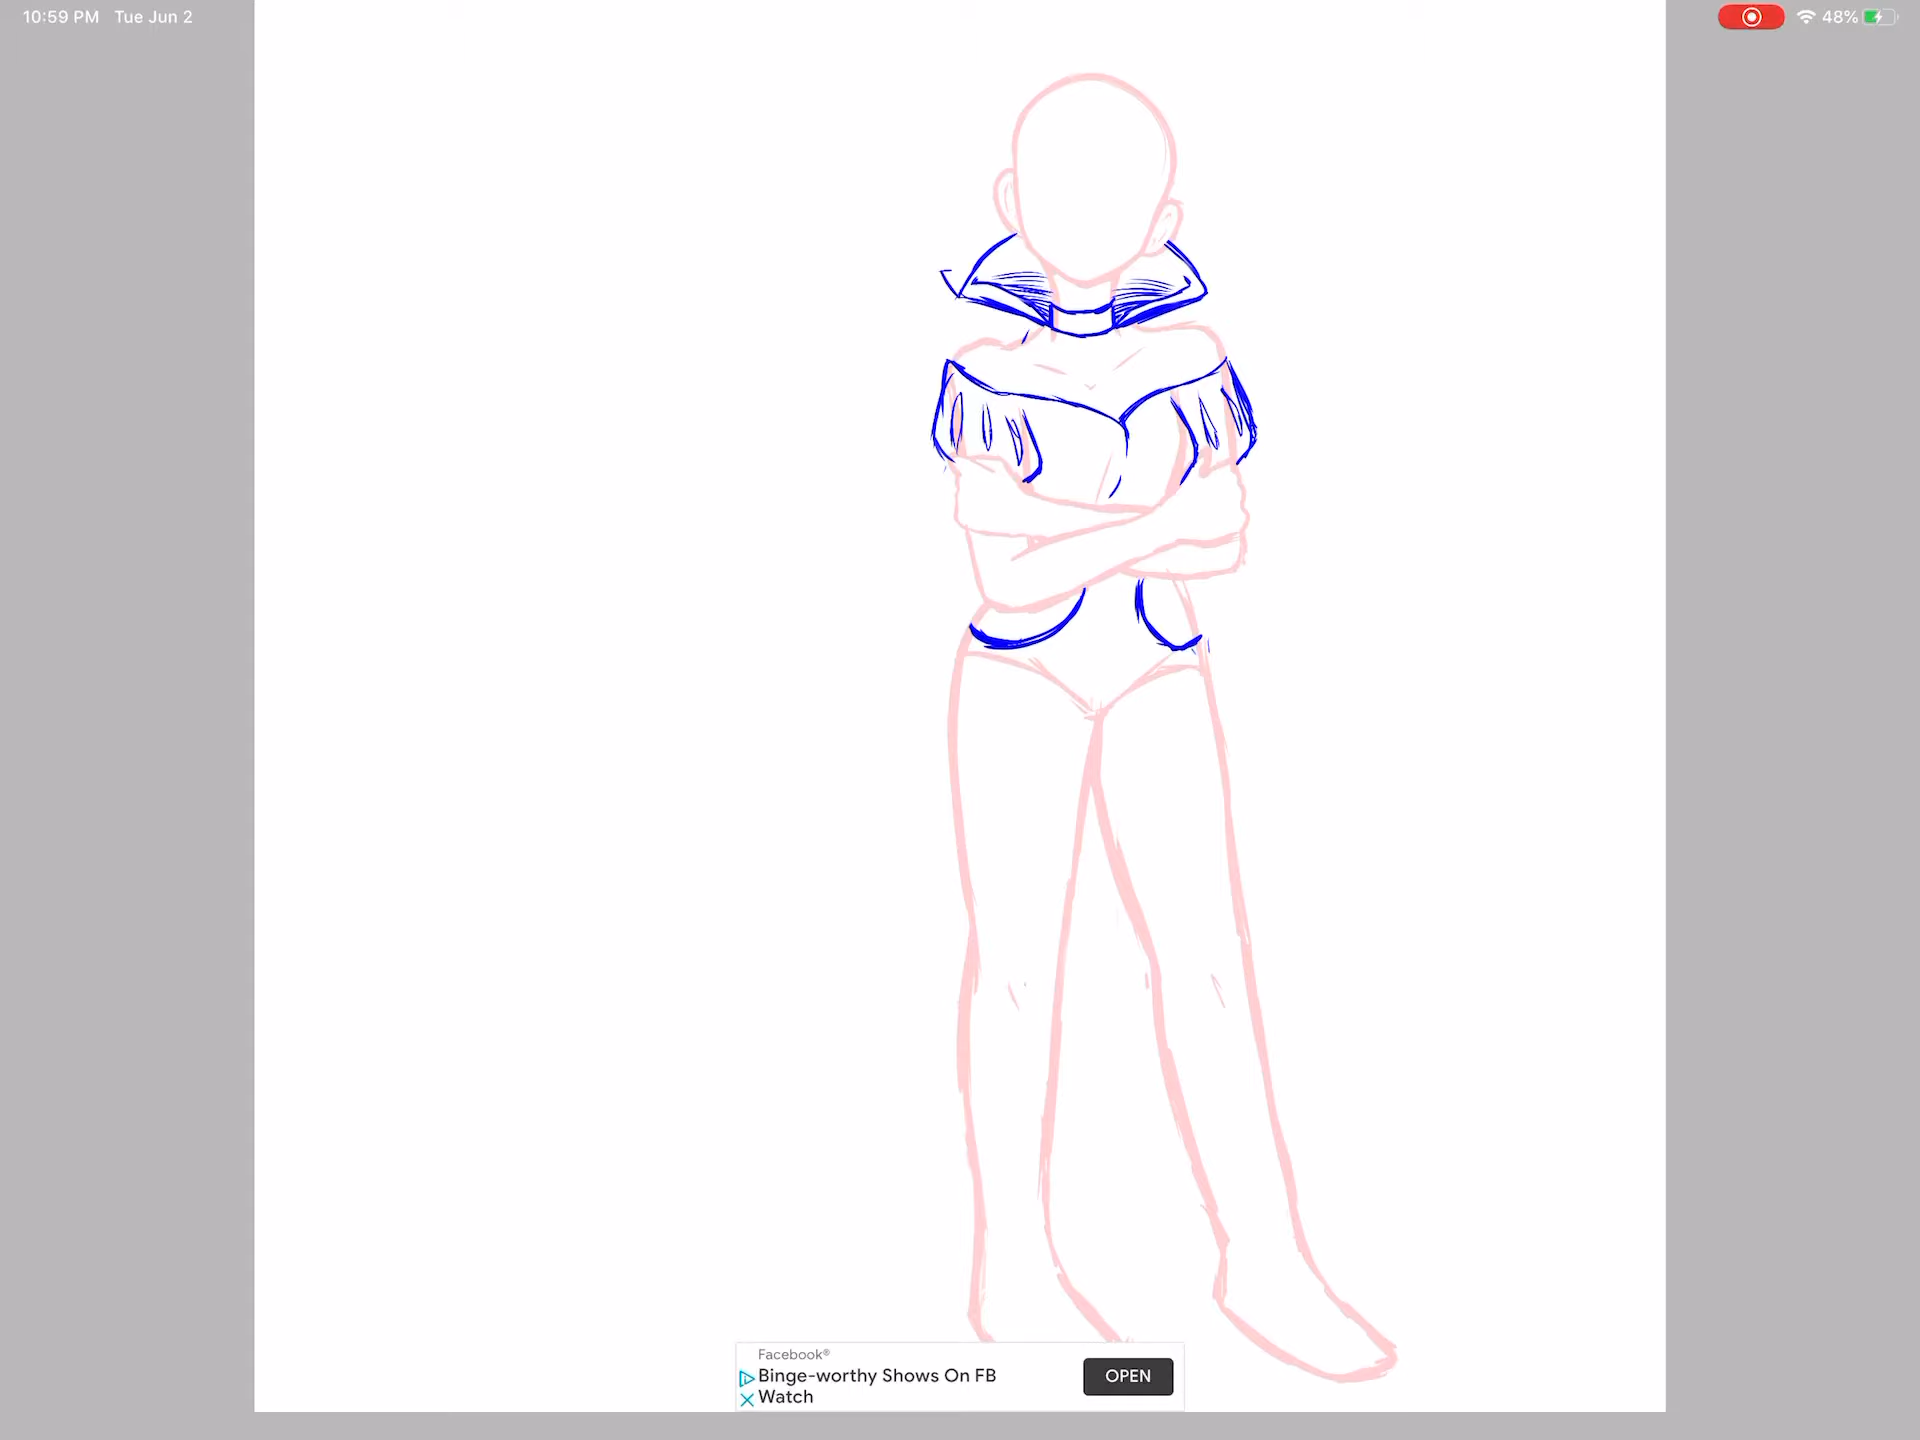 10:59 PM Tue Jun 2
48%
Facebook®
Binge-worthy Shows On FB
Watch
OPEN